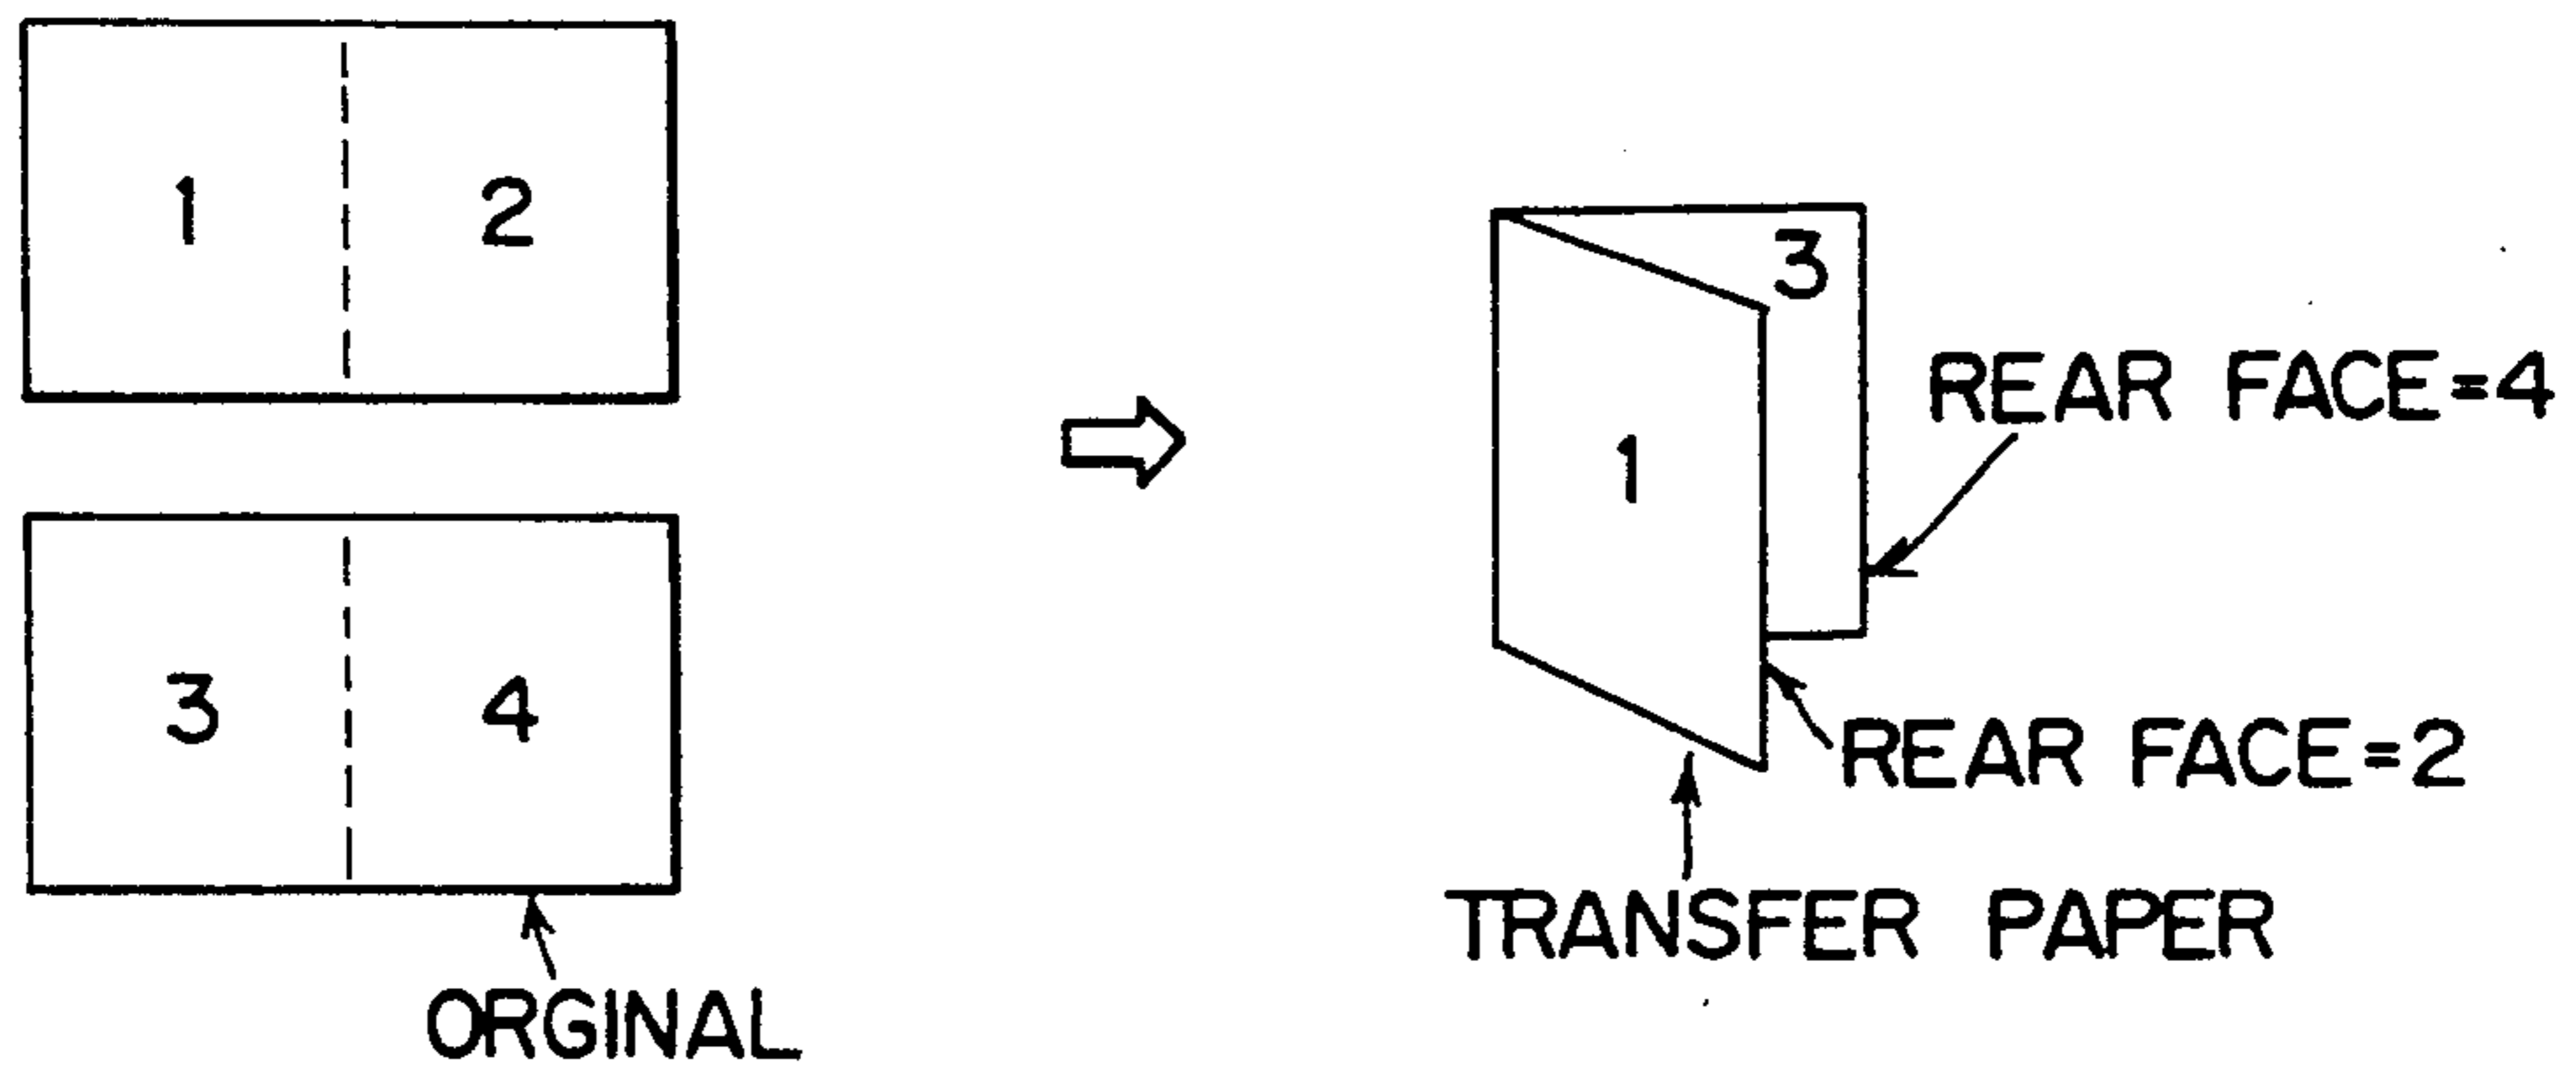 1 2
3 4
ORGINAL
3
1
REAR FACE=4
REAR FACE=2
TRANSFER PAPER